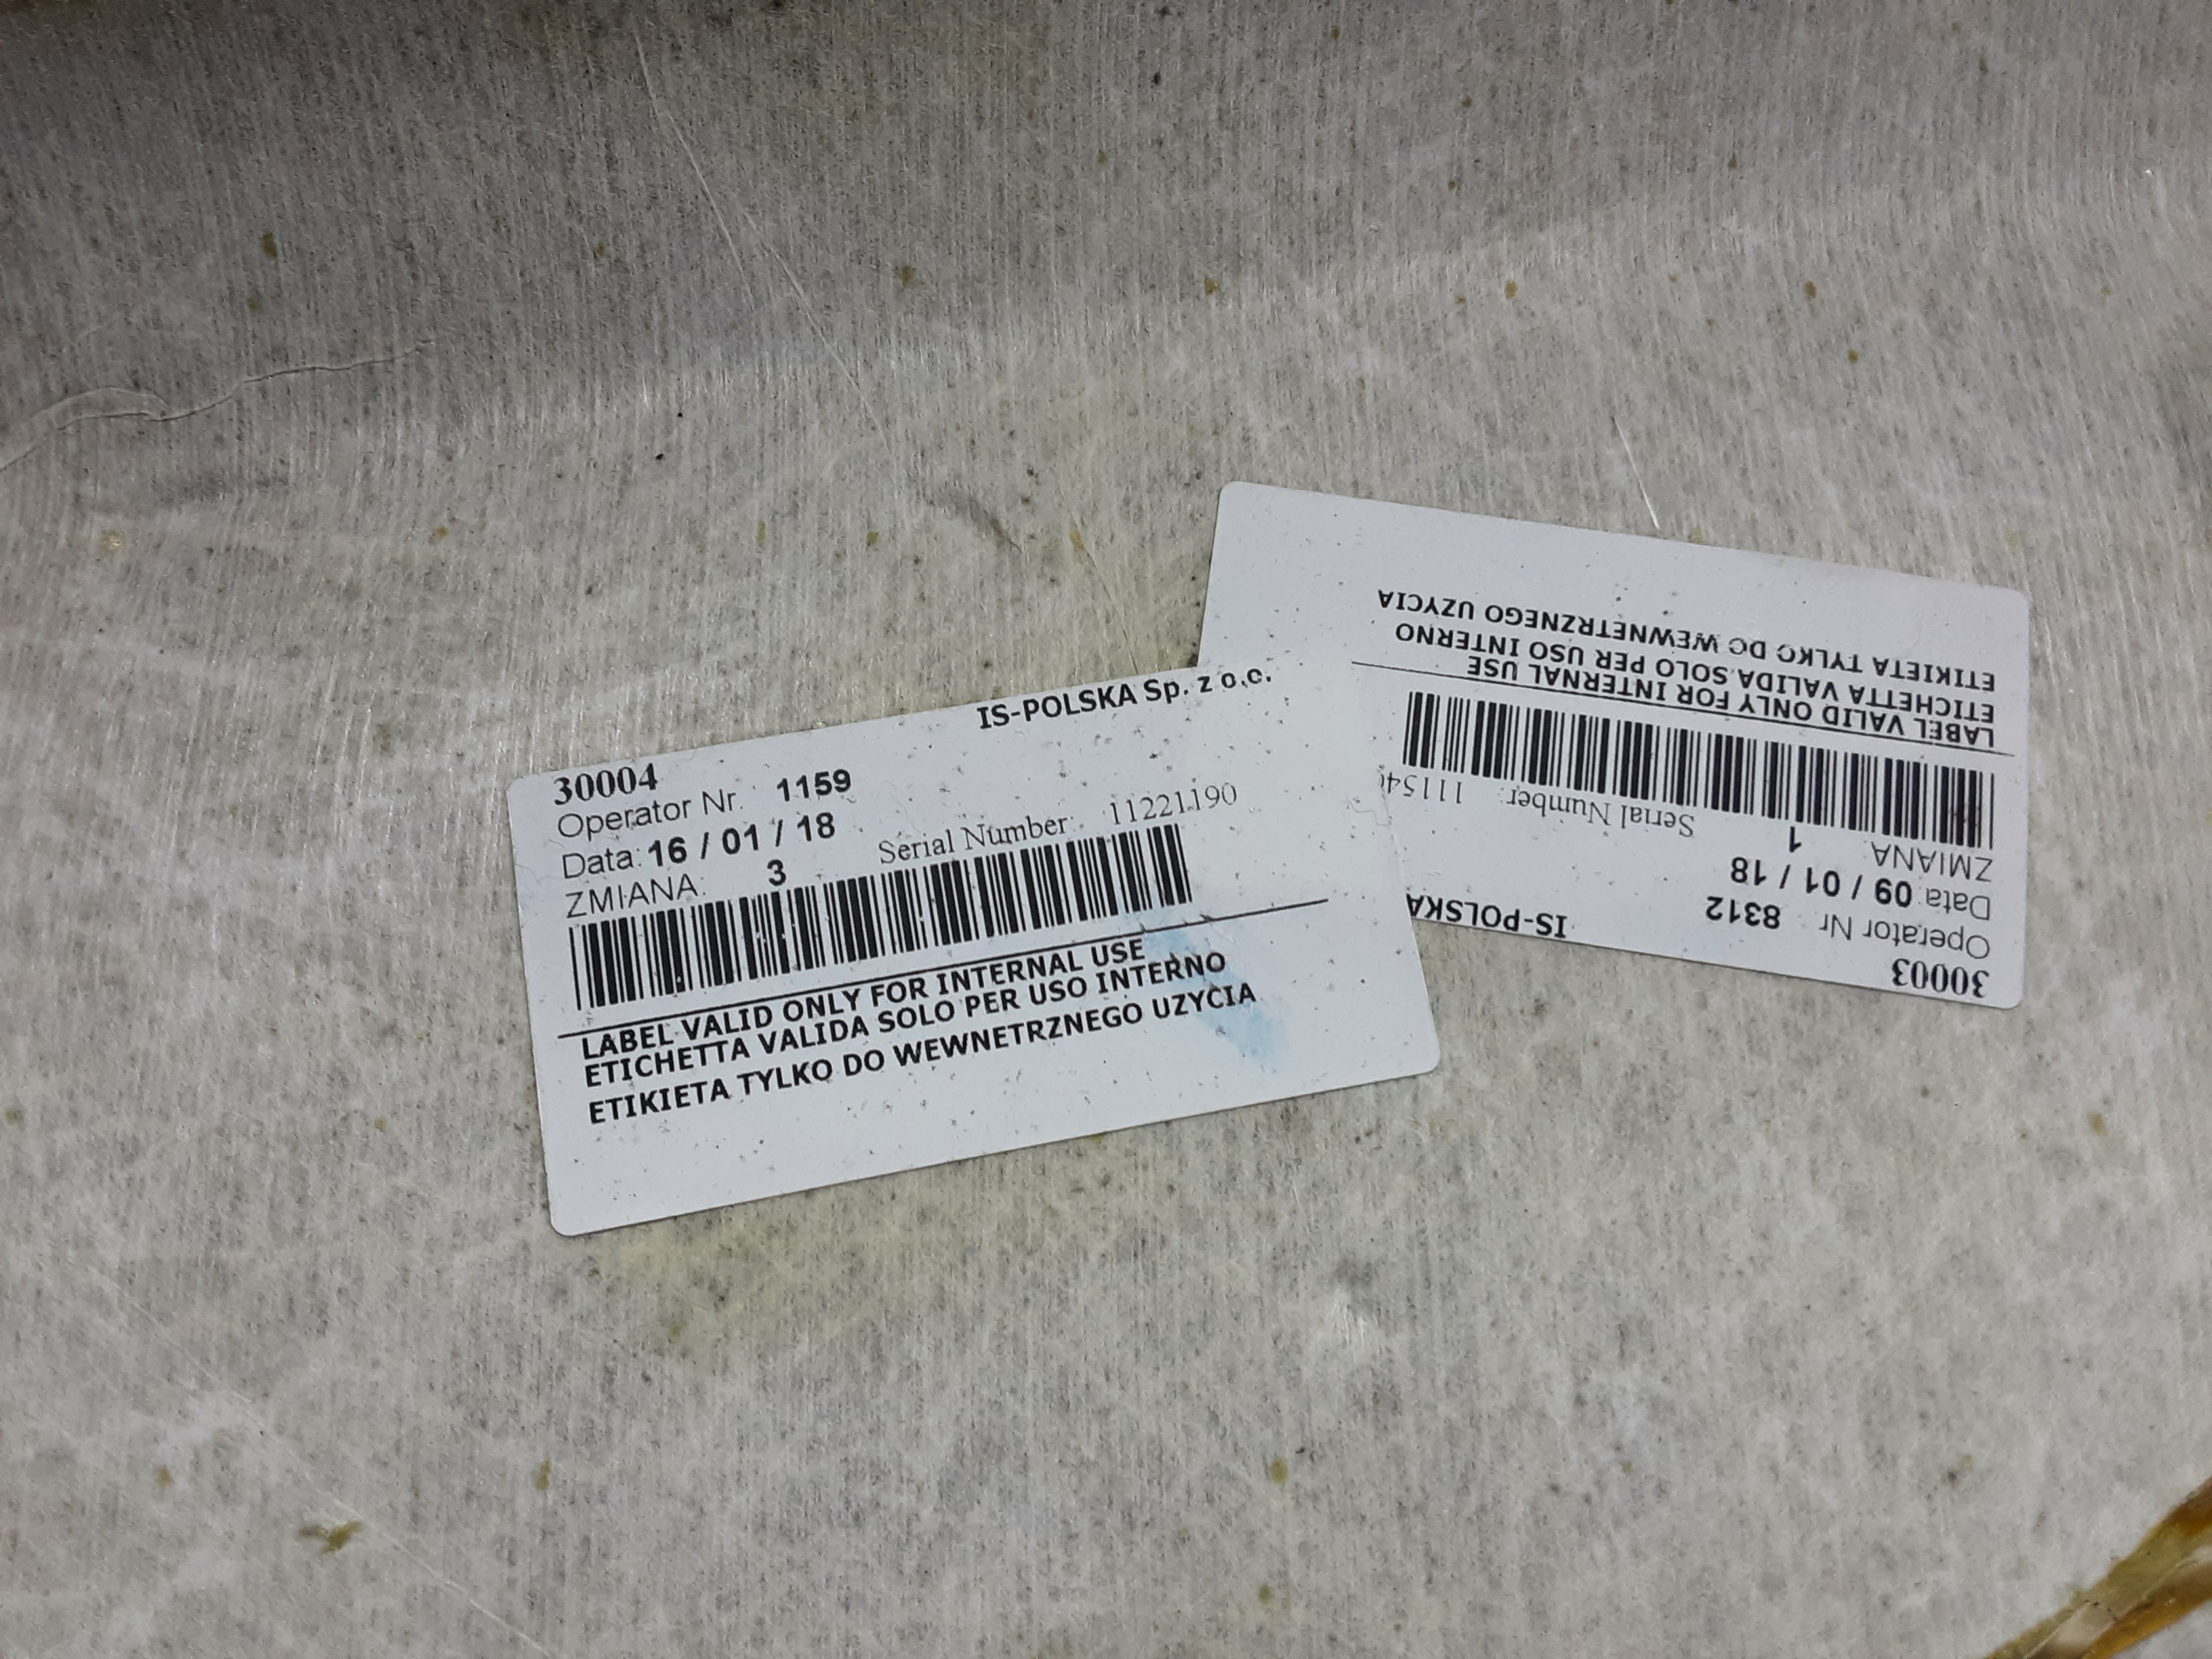 IS-POLSKA Sp. z o.o.
30004
Operator Nr. 1159
Data: 16 / 01 / 18
ZMIANA: 3 Serial Number: 11221190
LABEL VALID ONLY FOR INTERNAL USE
ETICHETTA VALIDA SOLO PER USO INTERNO
ETIKIETA TYLKO DO WEWNETRZNEGO UZYCIA
30003
IS-POLSKA
Operator Nr 8312
Data: 09 / 01 / 18
ZMIANA: 1 Serial Number:
LABEL VALID ONLY FOR INTERNAL USE
ETICHETTA VALIDA SOLO PER USO INTERNO
ETIKIETA TYLKO DO WEWNETRZNEGO UZYCIA